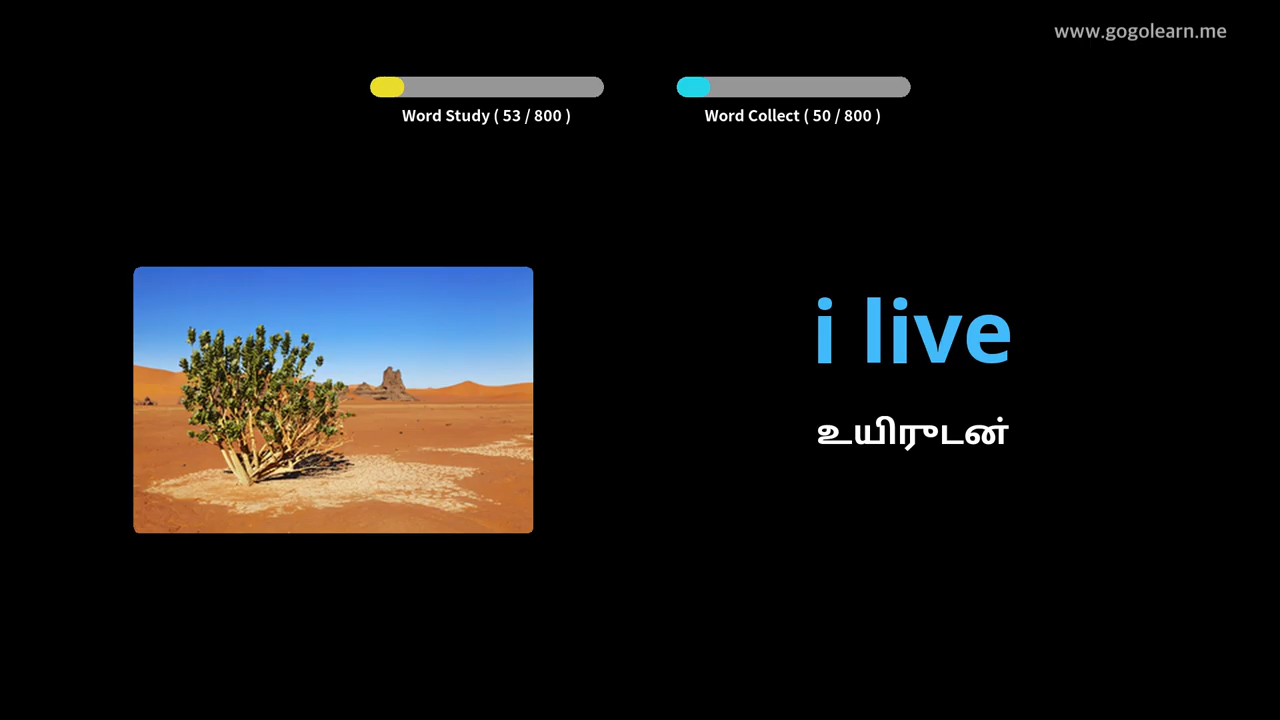 www.gogolearn.me
Word Study ( 53 / 800 )
Word Collect ( 50 / 800 )
i live
உயிருடன்